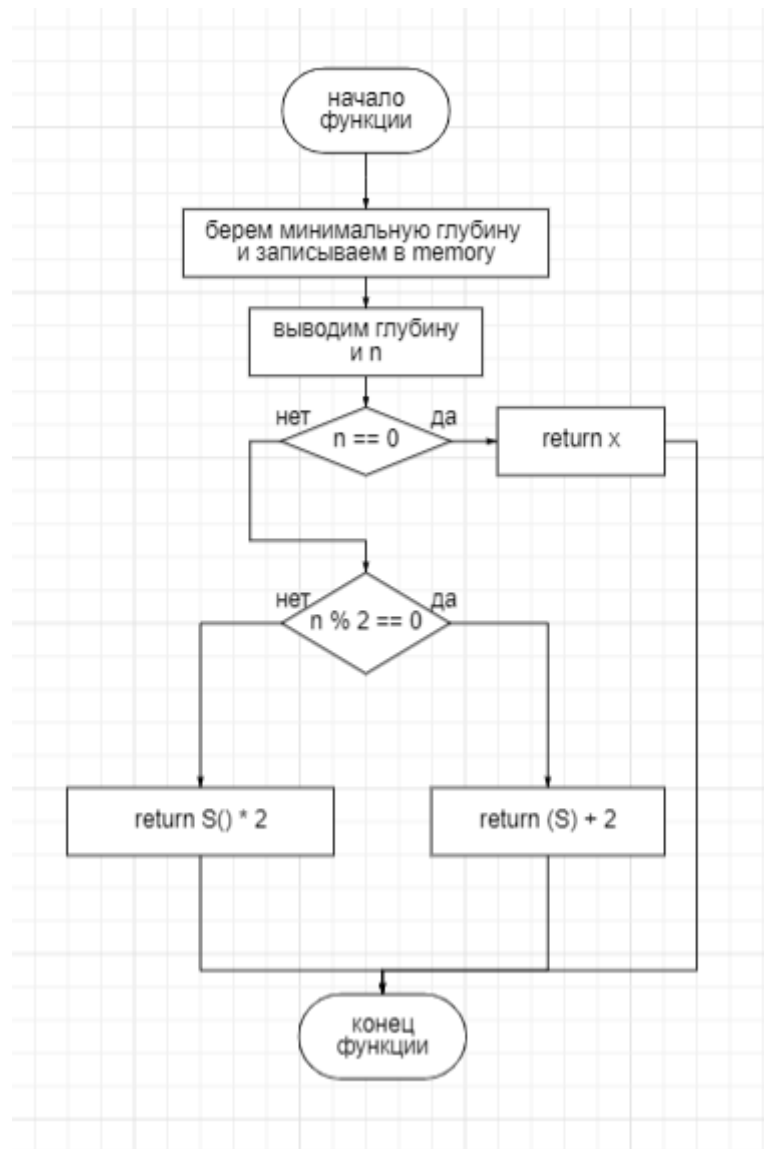 начало
функции
берем минимальную глубину
и записываем в memory
выводим глубину
и n
нет
да
n == 0
return x
нет
да
n % 2 == 0
return S() * 2
return (S) + 2
конец
функции